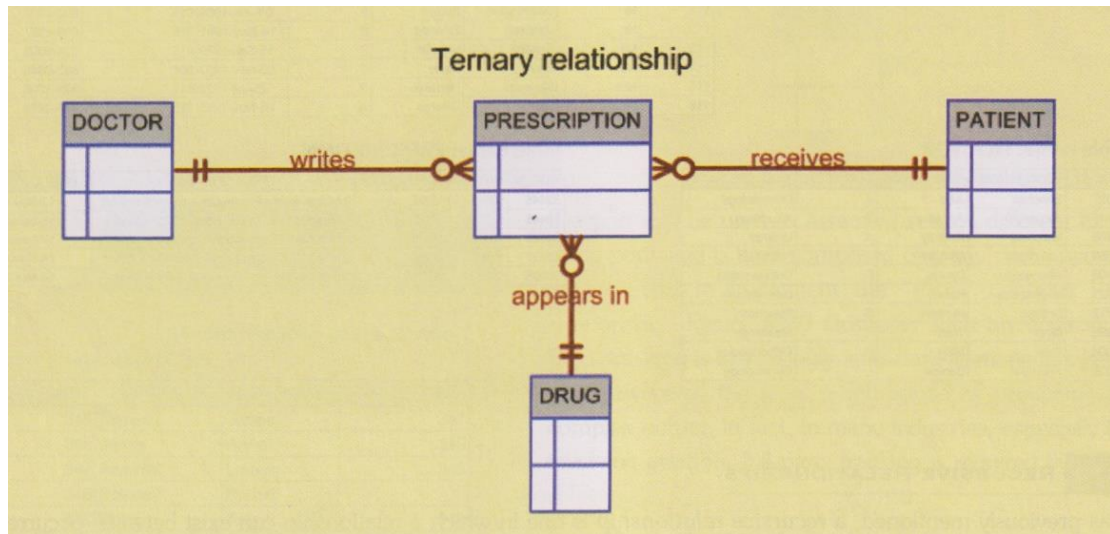 Ternary relationship
DOCTOR
PRESCRIPTION
PATIENT
writes
receives
appears in
DRUG